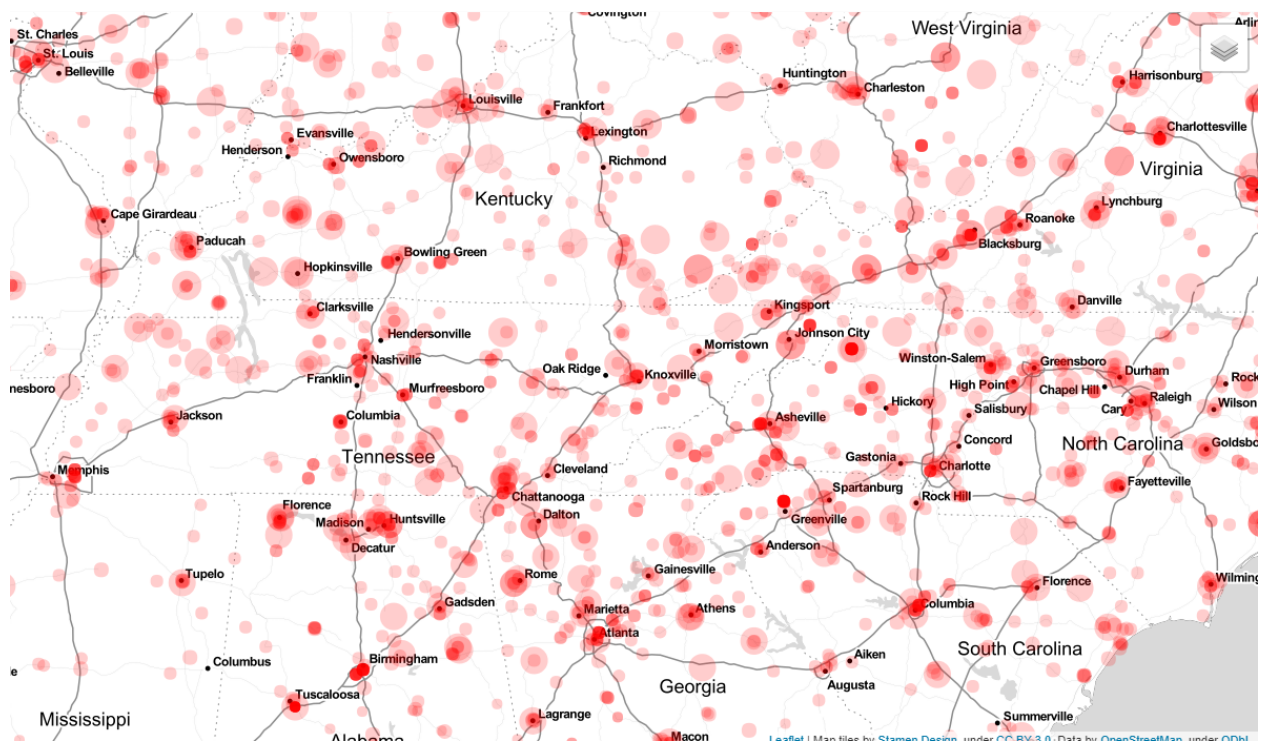 Covington
St. Charles
West Virginia
Arlin
St. Louis
Belleville
Huntington
Harrisonburg
Charleston
Louisville
Frankfort
Evansville
Lexington
Charlottesville
Henderson
Owensboro
Richmond
Virginia
Kentucky
Lynchburg
Cape Girardeau
Roanoke
Paducah
Blacksburg
Bowling Green
Hopkinsville
Clarksville
Kingsport
Danville
Hendersonville
Johnson City
Morristown
Nashville
Winston-Salem
Greensboro
Oak Ridge
Knoxville
Durham
Franklin
High Point
Chapel Hill
Rock
nesboro
Murfreesboro
Hickory
Raleigh
Wilson
Jackson
Columbia
Salisbury
Cary
Asheville
Concord
North Carolina
Goldsbo
Tennessee
Gastonia
Memphis
Cleveland
Charlotte
Chattanooga
Spartanburg
Rock Hill
Fayetteville
Florence
Dalton
Greenville
Madison
Huntsville
Decatur
Anderson
Tupelo
Rome
Gainesville
Florence
Wilming
Gadsden
Marietta
Athens
Columbia
Atlanta
South Carolina
Columbus
Birmingham
Aiken
e
Georgia
Augusta
Tuscaloosa
Mississippi
Lagrange
Summerville
Alabama
Macon
Leaflet | Map tiles by Stamen Design, under CC BY 3.0. Data by OpenStreetMap, under ODbL